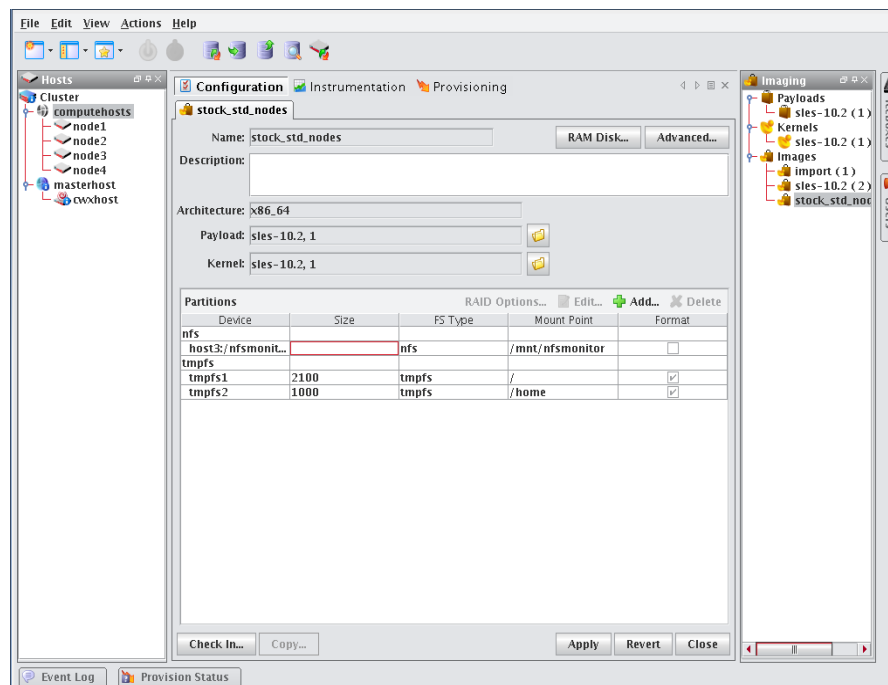 File Edit View Actions Help
Hosts
Cluster
computehosts
node1
node2
node3
node4
masterhost
cwxhost
Configuration Instrumentation Provisioning
stock_std_nodes
Name: stock_std_nodes RAM Disk... Advanced...
Description:
Architecture: x86_64
Payload: sles-10.2, 1
Kernel: sles-10.2, 1
Partitions RAID Options... Edit... Add... Delete
Device Size FS Type Mount Point Format
nfs
host3:/nfsmonit... nfs /mnt/nfsmonitor
tmpfs
tmpfs1 2100 tmpfs /
tmpfs2 1000 tmpfs /home
Check In... Copy... Apply Revert Close
Imaging
Payloads
sles-10.2 (1)
Kernels
sles-10.2 (1)
Images
import (1)
sles-10.2 (2)
stock_std_nod
Event Log Provision Status